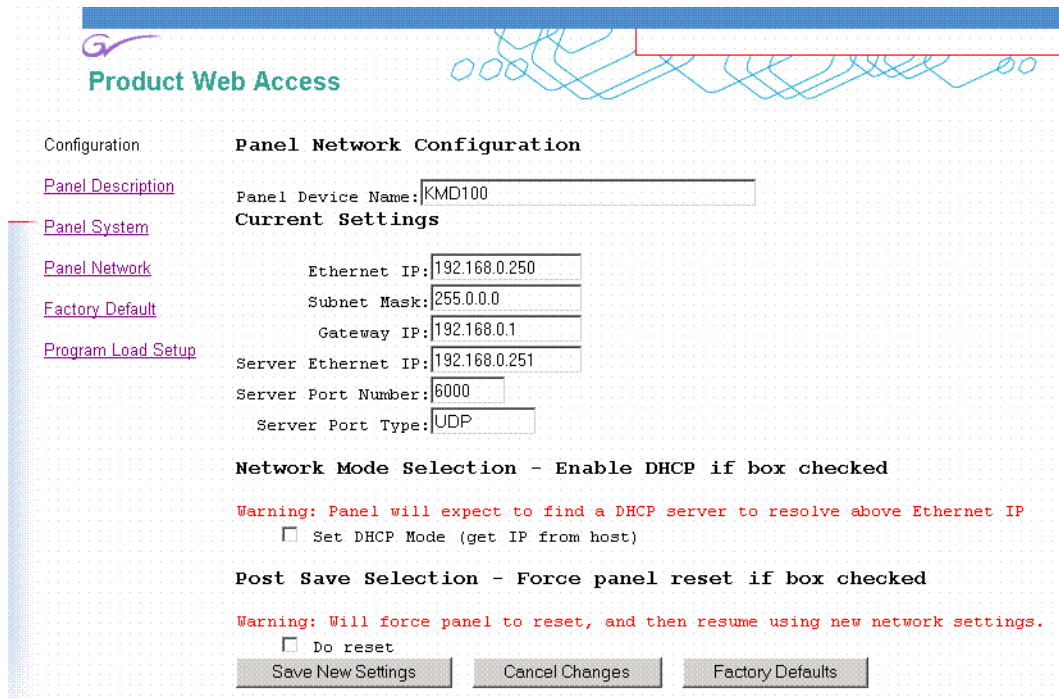 Product Web Access
Configuration
Panel Description
Panel System
Panel Network
Factory Default
Program Load Setup
Panel Network Configuration
Panel Device Name: KMD100
Current Settings
Ethernet IP: 192.168.0.250
Subnet Mask: 255.0.0.0
Gateway IP: 192.168.0.1
Server Ethernet IP: 192.168.0.251
Server Port Number: 6000
Server Port Type: UDP
Network Mode Selection - Enable DHCP if box checked
Warning: Panel will expect to find a DHCP server to resolve above Ethernet IP
Set DHCP Mode (get IP from host)
Post Save Selection - Force panel reset if box checked
Warning: Will force panel to reset, and then resume using new network settings.
Do reset
Save New Settings
Cancel Changes
Factory Defaults